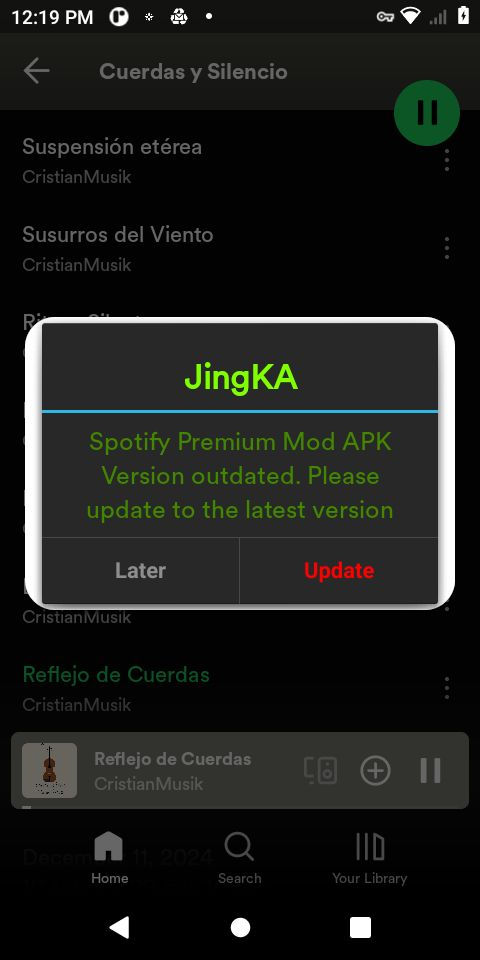 12:19 PM
Cuerdas y Silencio
Suspensión etérea
CristianMusik
Susurros del Viento
CristianMusik
JingKA
Spotify Premium Mod APK
Version outdated. Please
update to the latest version
Later
Update
CristianMusik
Reflejo de Cuerdas
CristianMusik
Reflejo de Cuerdas
CristianMusik
December 11, 2024
Home
Search
Your Library